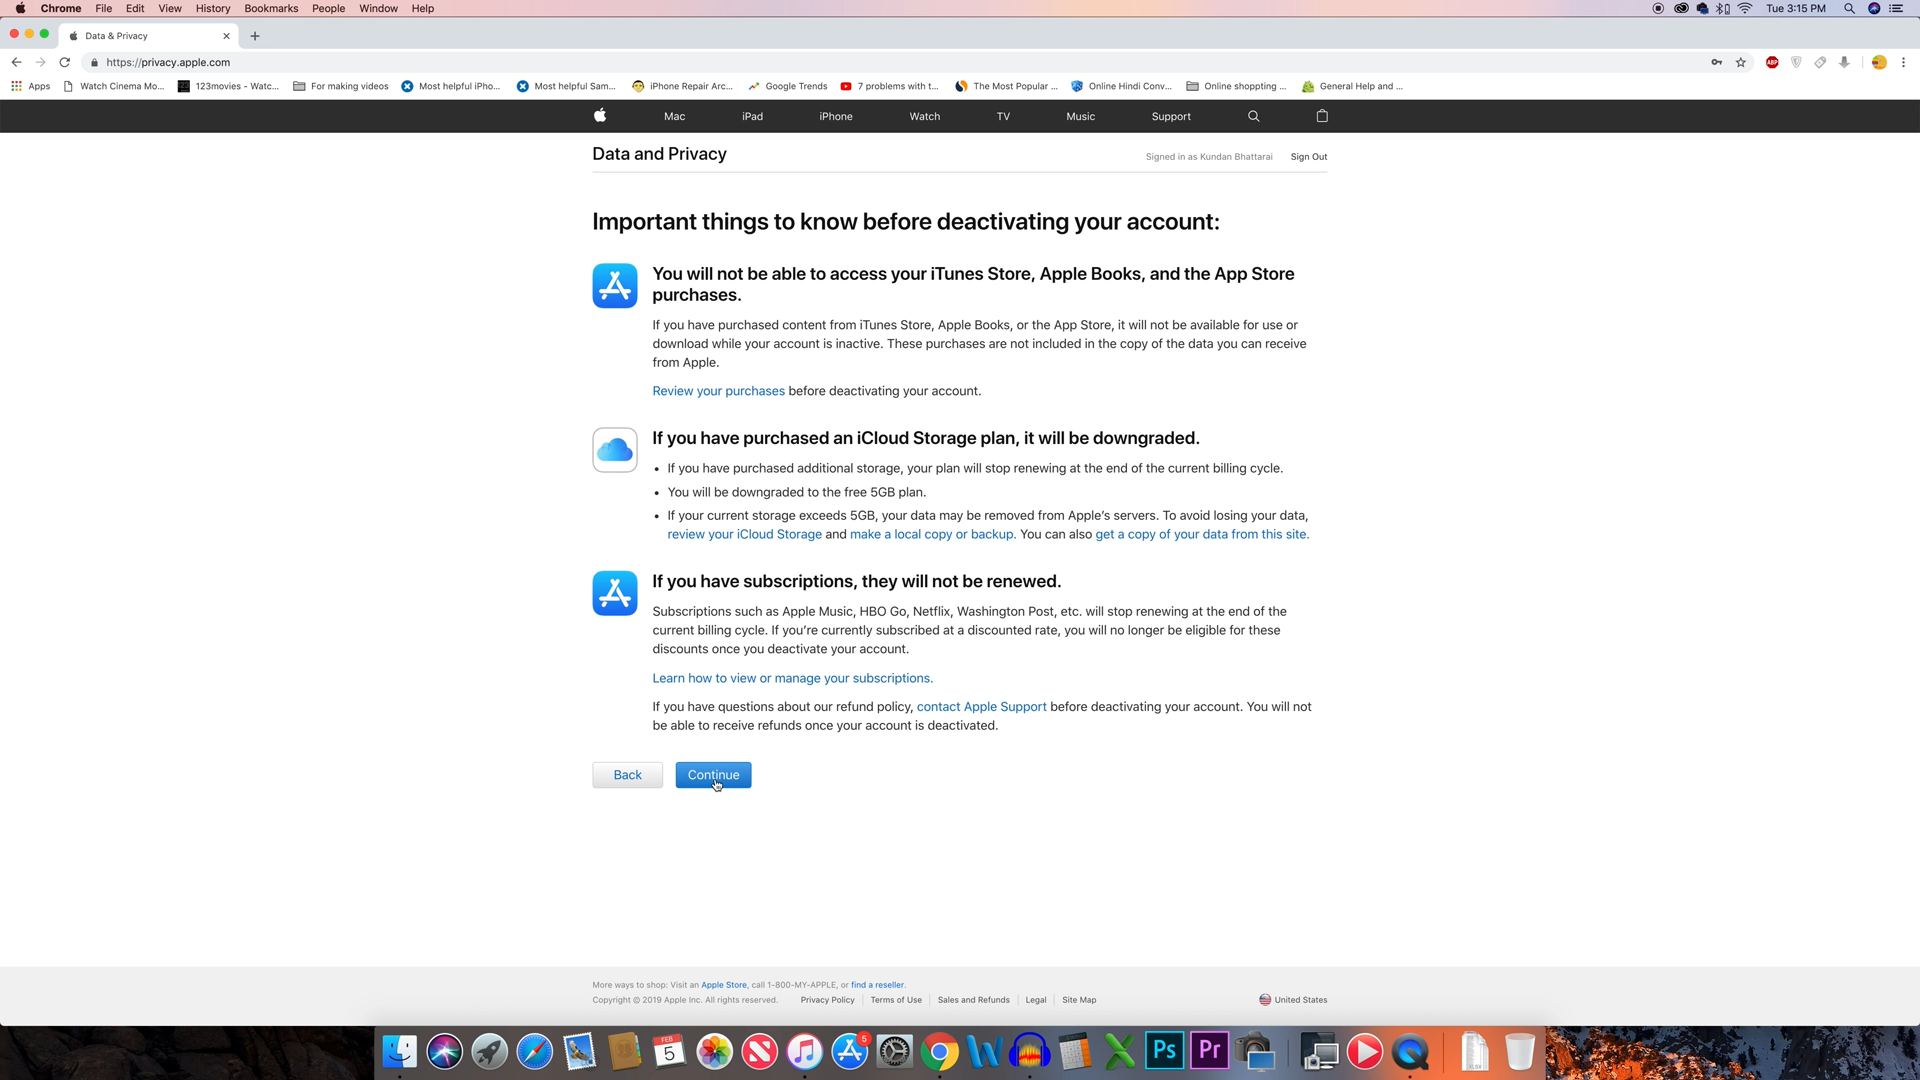 Chrome File Edit View History Bookmarks People Window Help Tue 3:15 PM
Data & Privacy
https://privacy.apple.com ABP
Apps Watch Cinema Mo... 123movies - Watc... For making videos Most helpful iPho... Most helpful Sam... iPhone Repair Arc... Google Trends 7 problems with t... The Most Popular ... Online Hindi Conv... Online shoppting ... General Help and ...
Mac iPad iPhone Watch TV Music Support
Data and Privacy Signed in as Kundan Bhattarai Sign Out
Important things to know before deactivating your account:
You will not be able to access your iTunes Store, Apple Books, and the App Store
purchases.
If you have purchased content from iTunes Store, Apple Books, or the App Store, it will not be available for use or
download while your account is inactive. These purchases are not included in the copy of the data you can receive
from Apple.
Review your purchases before deactivating your account.
If you have purchased an iCloud Storage plan, it will be downgraded.
• If you have purchased additional storage, your plan will stop renewing at the end of the current billing cycle.
• You will be downgraded to the free 5GB plan.
• If your current storage exceeds 5GB, your data may be removed from Apple's servers. To avoid losing your data,
review your iCloud Storage and make a local copy or backup. You can also get a copy of your data from this site.
If you have subscriptions, they will not be renewed.
Subscriptions such as Apple Music, HBO Go, Netflix, Washington Post, etc. will stop renewing at the end of the
current billing cycle. If you're currently subscribed at a discounted rate, you will no longer be eligible for these
discounts once you deactivate your account.
Learn how to view or manage your subscriptions.
If you have questions about our refund policy, contact Apple Support before deactivating your account. You will not
be able to receive refunds once your account is deactivated.
Back Continue
More ways to shop: Visit an Apple Store, call 1-800-MY-APPLE, or find a reseller.
Copyright © 2019 Apple Inc. All rights reserved. Privacy Policy Terms of Use Sales and Refunds Legal Site Map United States
FEB
5
5
Ps
Pr